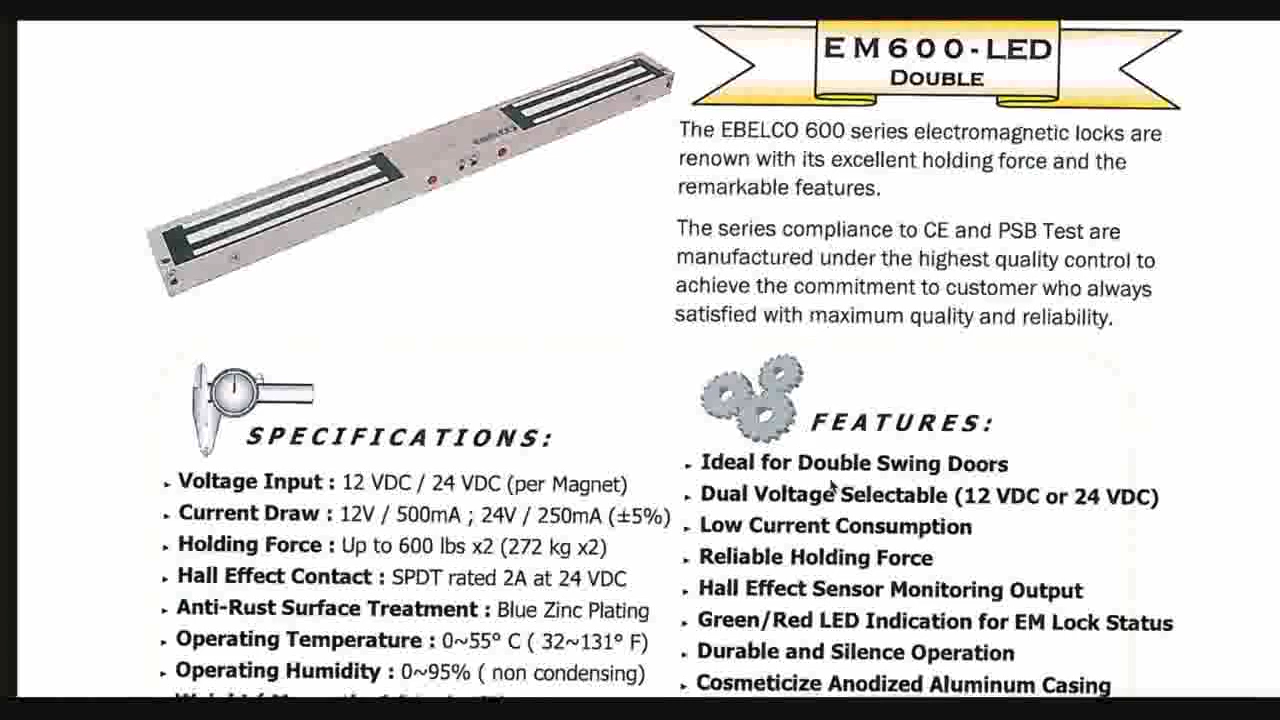 EM600-LED
DOUBLE
The EBELCO 600 series electromagnetic locks are
renown with its excellent holding force and the
remarkable features.
The series compliance to CE and PSB Test are
manufactured under the highest quality control to
achieve the commitment to customer who always
satisfied with maximum quality and reliability.
SPECIFICATIONS:
Voltage Input : 12 VDC / 24 VDC (per Magnet)
Current Draw : 12V / 500mA ; 24V / 250mA (±5%)
Holding Force : Up to 600 lbs x2 (272 kg x2)
Hall Effect Contact : SPDT rated 2A at 24 VDC
Anti-Rust Surface Treatment : Blue Zinc Plating
Operating Temperature : 0~55° C ( 32~131° F)
Operating Humidity : 0~95% ( non condensing)
FEATURES:
Ideal for Double Swing Doors
Dual Voltage Selectable (12 VDC or 24 VDC)
Low Current Consumption
Reliable Holding Force
Hall Effect Sensor Monitoring Output
Green/Red LED Indication for EM Lock Status
Durable and Silence Operation
Cosmeticize Anodized Aluminum Casing